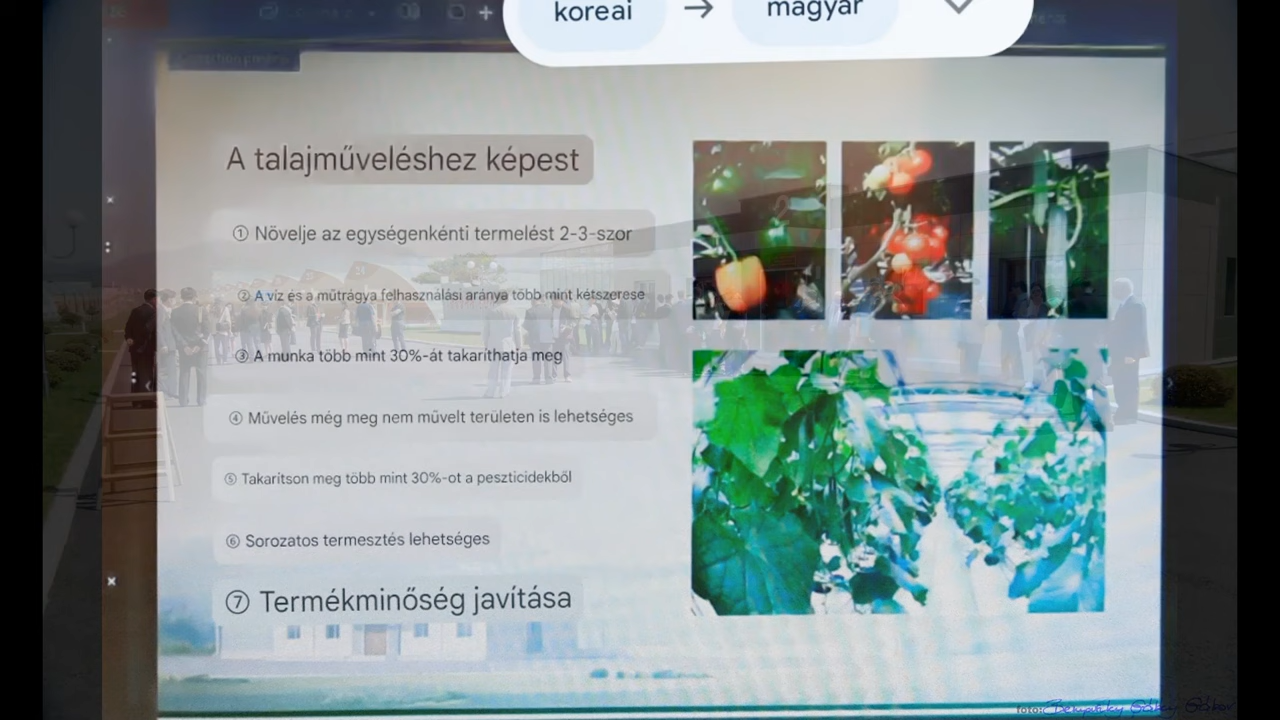 koreai → magyar
A talajműveléshez képest
① Növelje az egységenkénti termelést 2-3-szor
② A víz és a műtrágya felhasználási aránya több mint kétszerese
③ A munka több mint 30%-át takaríthatja meg
④ Művelés még meg nem művelt területen is lehetséges
⑤ Takarítson meg több mint 30%-ot a peszticidekből
⑥ Sorozatos termesztés lehetséges
⑦ Termékminőség javítása
fotó: